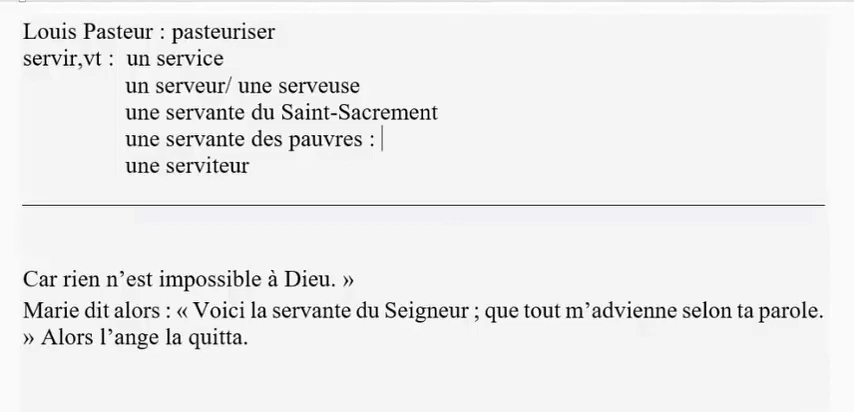 Louis Pasteur : pasteuriser
servir,vt : un service
un serveur/ une serveuse
une servante du Saint-Sacrement
une servante des pauvres :
une serviteur
Car rien n’est impossible à Dieu. »
Marie dit alors : « Voici la servante du Seigneur ; que tout m’advienne selon ta parole.
» Alors l’ange la quitta.